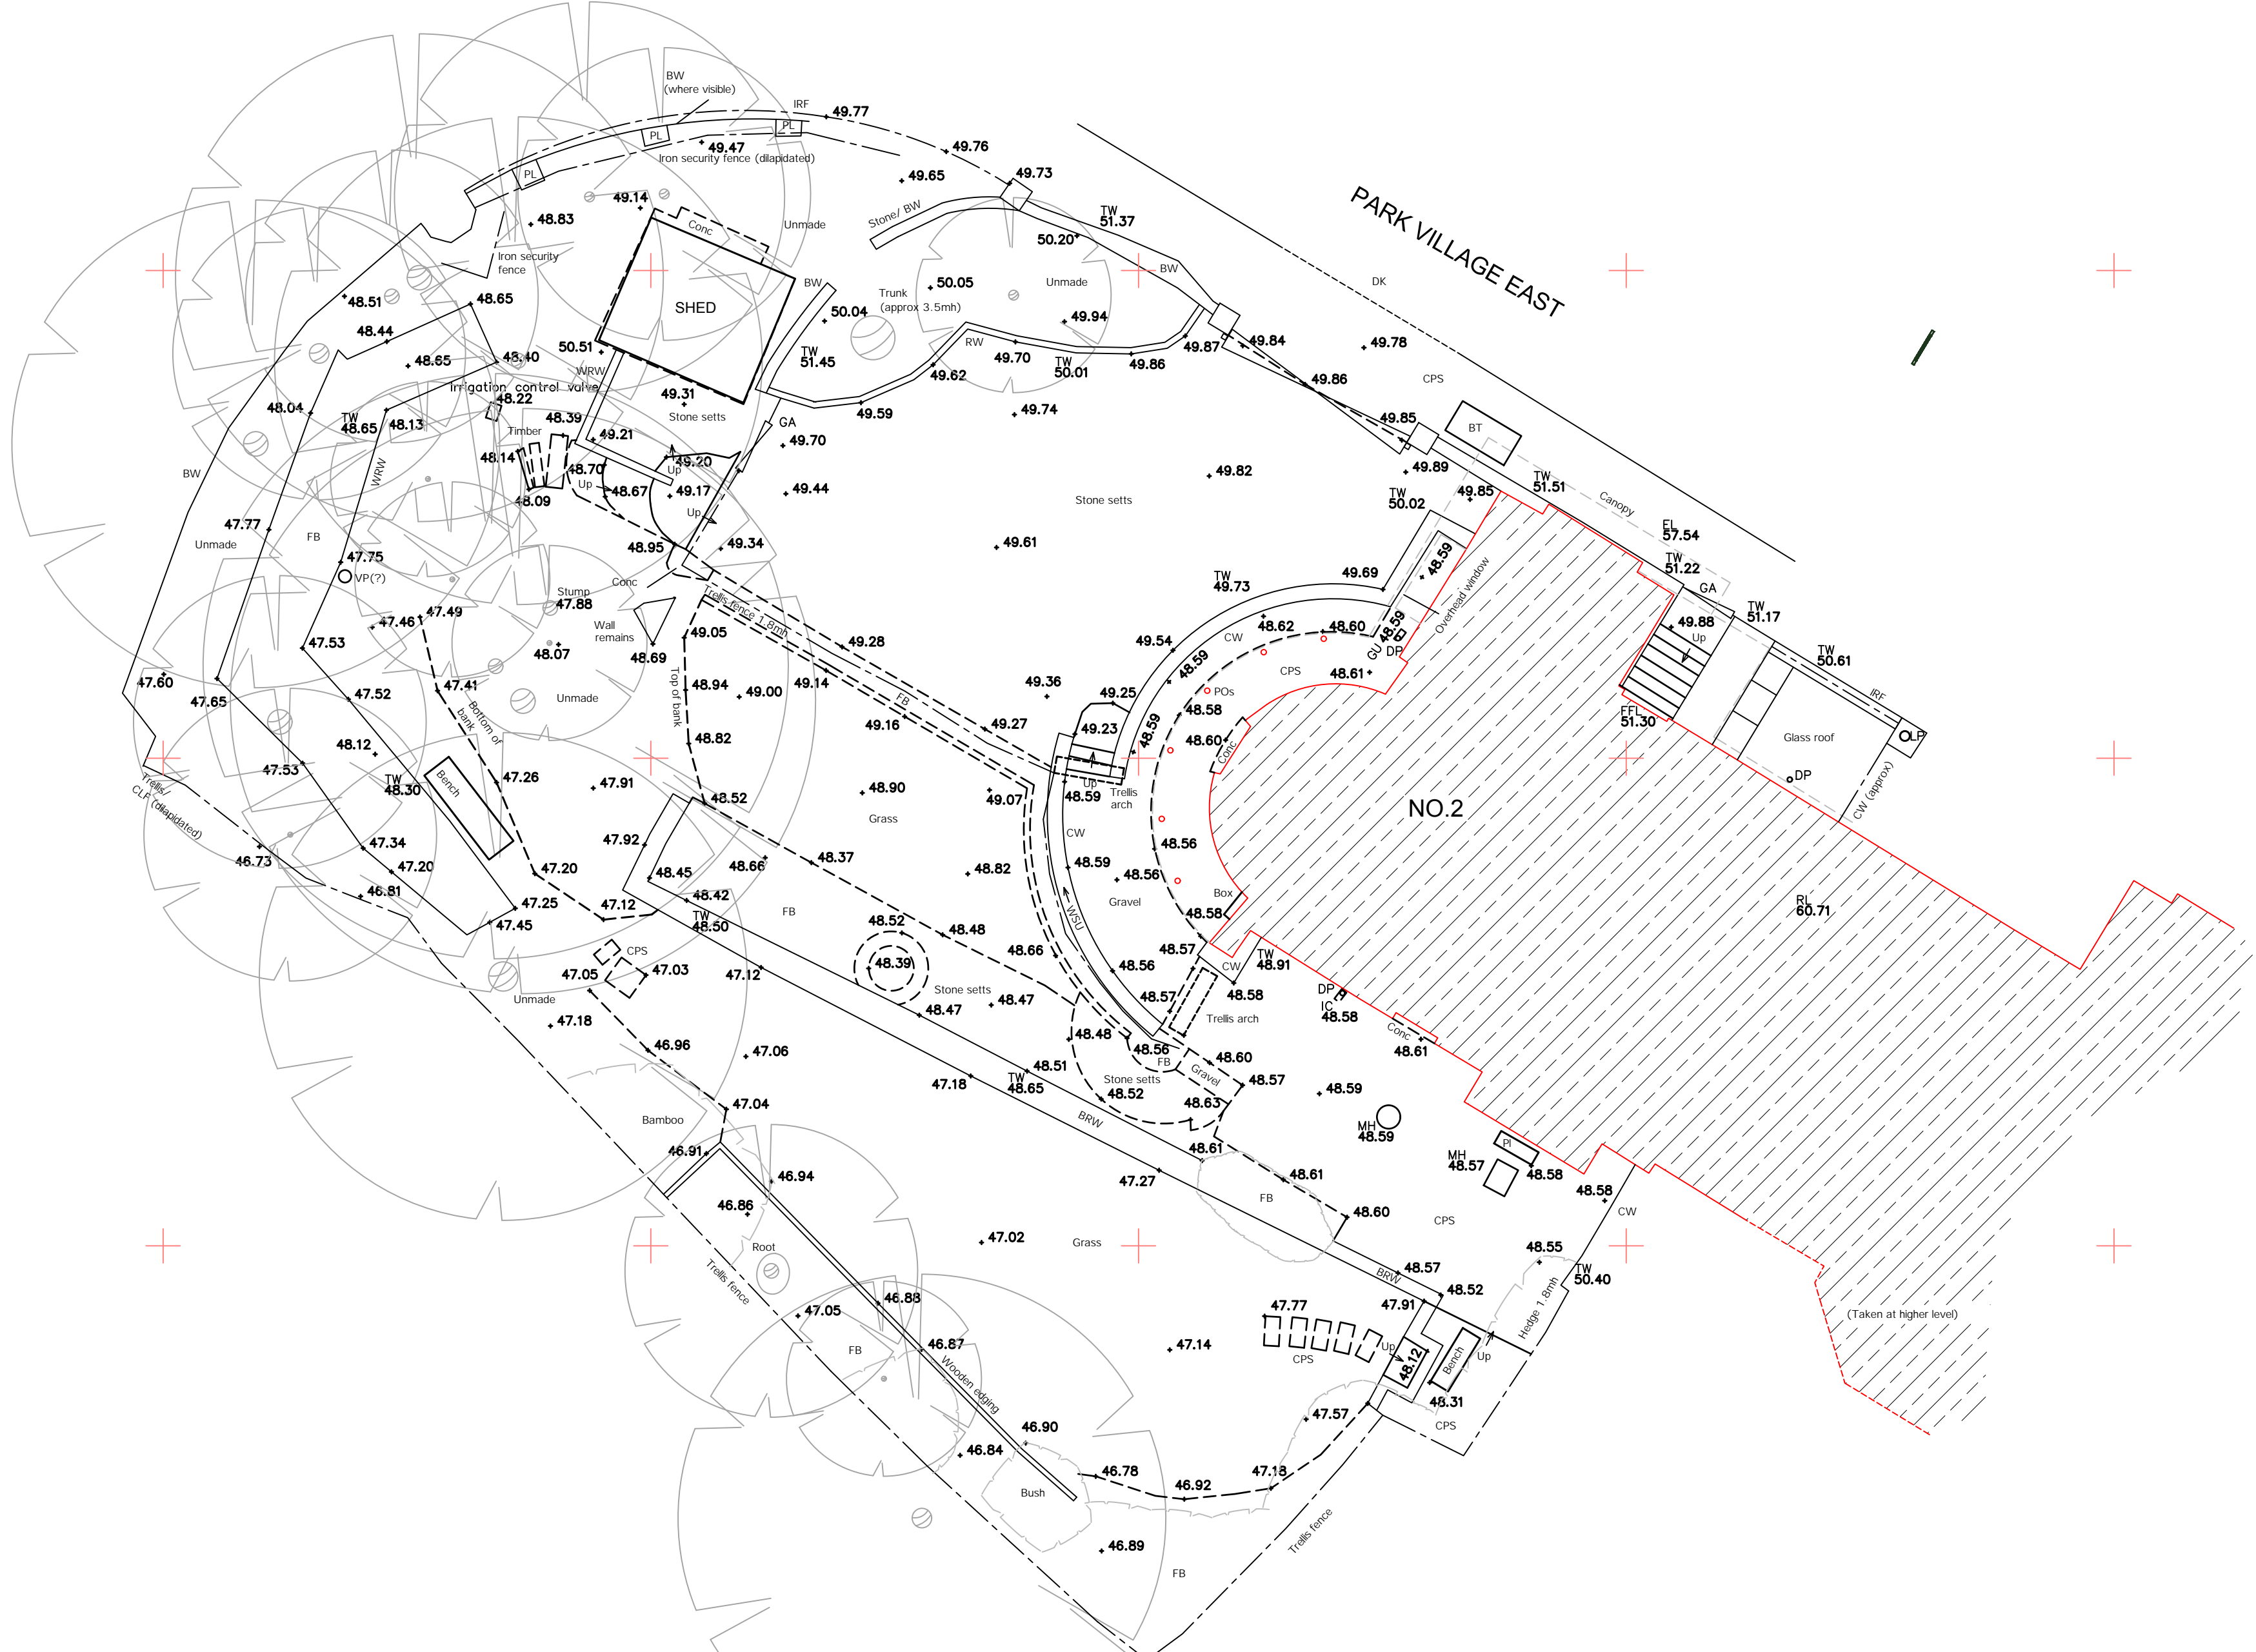 BW
(where visible)
IRF
49.77
PL
PL
49.47
Iron security fence (dilapidated)
49.76
PL
49.65
49.73
49.14
48.83
Conc
Unmade
Stone/ BW
TW
51.37
50.20
PARK VILLAGE EAST
Iron security
fence
BW
DK
48.51
48.65
SHED
BW
50.04
Trunk
(approx 3.5mh)
50.05
Unmade
49.94
48.44
50.51
48.40
48.65
WRW
TW
51.45
RW
49.70
TW
50.01
49.86
49.87
49.84
49.78
49.62
49.86
CPS
Irrigation control valve
48.22
49.31
Stone setts
49.59
49.74
48.04
TW
48.65
48.13
48.39
Timber
49.21
GA
49.70
49.85
BT
BW
WRW
48.14
48.70
Up
49.20
Up
49.82
49.89
TW
51.51
48.09
48.67
49.17
49.44
Stone setts
TW
50.02
49.85
Canopy
Up
47.77
Unmade
FB
48.95
49.34
49.61
EL
57.54
47.75
VP(?)
Conc
48.59
TW
51.22
GA
Stump
47.88
Trellis fence 1.8mh
TW
49.73
49.69
Overhead window
TW
51.17
47.49
47.46
Wall
remains
49.05
49.28
CW
48.62
48.60
48.59
GU
DP
49.88
Up
47.53
48.07
48.69
49.54
TW
50.61
47.60
47.65
47.52
47.41
Unmade
Top of bank
48.94
49.00
49.14
FB
49.36
49.25
48.59
POs
CPS
48.61
IRF
Bottom of
bank
49.16
49.27
48.58
FFL
51.30
48.12
48.82
49.23
48.59
48.60
Conc
Glass roof
LP
47.53
TW
48.30
Bench
47.26
47.91
48.52
48.90
Grass
49.07
Up
48.59
Trellis
arch
DP
CW (approx)
Trellis/
CLF (dilapidated)
NO.2
46.73
47.34
47.20
47.20
47.92
48.66
48.37
CW
48.56
46.81
48.45
48.82
48.59
48.56
Box
47.25
47.45
47.12
48.42
TW
48.50
FB
48.52
48.48
WSU
Gravel
48.58
RL
60.71
CPS
47.05
47.03
47.12
48.39
48.66
48.56
48.57
CW
TW
48.91
Unmade
Stone setts
48.47
48.47
48.57
48.58
DP
IC
48.58
47.18
Trellis arch
46.96
47.06
48.48
48.56
FB
48.60
Conc
48.61
47.18
48.51
TW
48.65
Stone setts
48.52
Gravel
48.57
48.59
47.04
Bamboo
BRW
48.63
MH
48.59
46.91
48.61
PI
MH
48.57
48.58
46.94
47.27
48.61
48.58
CW
46.86
FB
48.60
CPS
Root
47.02
Grass
48.55
TW
50.40
Trellis fence
BRW
48.57
48.52
Hedge 1.8mh
46.88
47.05
47.77
47.91
(Taken at higher level)
46.87
FB
47.14
CPS
Up
48.12
Bench
Up
Wooden edging
48.31
CPS
46.90
47.57
46.84
46.78
47.13
46.92
Bush
46.89
Trellis fence
FB